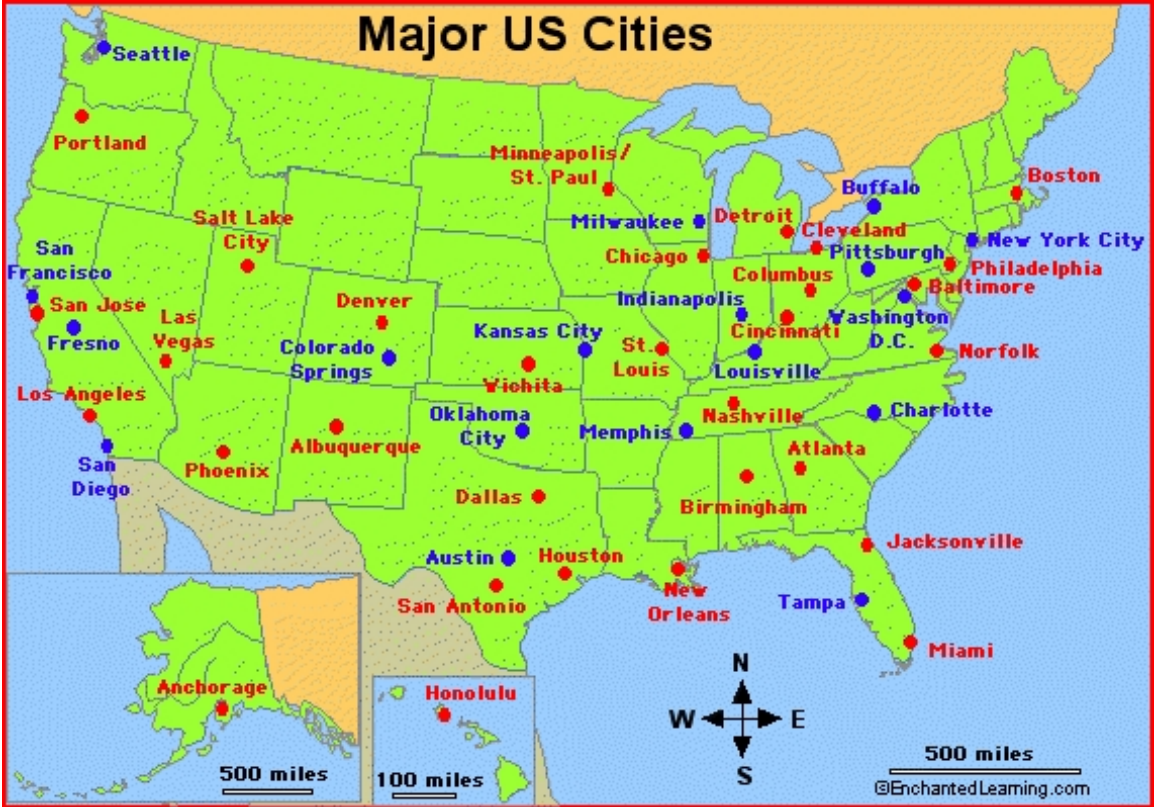 Major US Cities
Seattle
Portland
Minneapolis/
St. Paul
Buffalo
Boston
Salt Lake
City
Milwaukee
Detroit
Cleveland
New York City
San
Francisco
Chicago
Pittsburgh
Philadelphia
Columbus
Baltimore
San Jose
Denver
Indianapolis
Las
Vegas
Fresno
Kansas City
Cincinnati
Washington
D.C.
Colorado
Springs
St.
Louis
Louisville
Norfolk
Wichita
Los Angeles
Oklahoma
City
Nashville
Charlotte
Albuquerque
Memphis
San
Diego
Phoenix
Atlanta
Dallas
Birmingham
Austin
Houston
Jacksonville
San Antonio
New
Orleans
Tampa
Miami
Anchorage
Honolulu
N
W E
S
500 miles
100 miles
500 miles
©EnchantedLearning.com